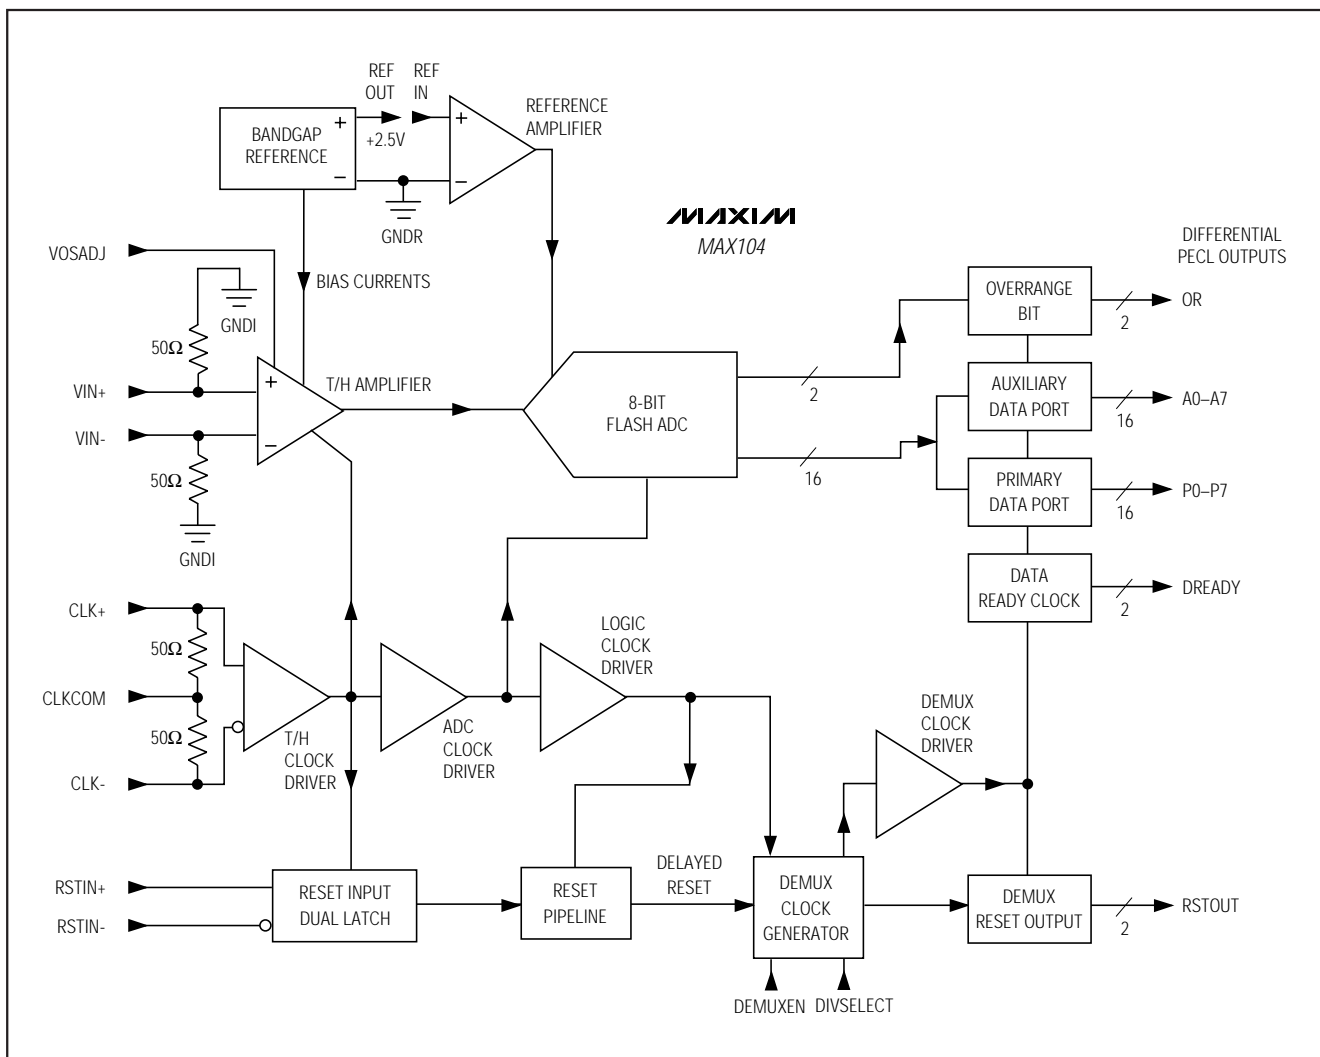 REF
OUT
REF
IN
+2.5V
BANDGAP
REFERENCE
+
−
+
−
REFERENCE
AMPLIFIER
GNDR
MAXIM
MAX104
DIFFERENTIAL
PECL OUTPUTS
VOSADJ
BIAS CURRENTS
GNDI
50Ω
VIN+
+
T/H AMPLIFIER
VIN-
−
50Ω
GNDI
8-BIT
FLASH ADC
2
16
OVERRANGE
BIT
2
OR
AUXILIARY
DATA PORT
16
A0–A7
PRIMARY
DATA PORT
16
P0–P7
DATA
READY CLOCK
2
DREADY
CLK+
50Ω
CLKCOM
50Ω
CLK-
T/H
CLOCK
DRIVER
ADC
CLOCK
DRIVER
LOGIC
CLOCK
DRIVER
DEMUX
CLOCK
DRIVER
RSTIN+
RSTIN-
RESET INPUT
DUAL LATCH
RESET
PIPELINE
DELAYED
RESET
DEMUX
CLOCK
GENERATOR
DEMUX
RESET OUTPUT
2
RSTOUT
DEMUXEN
DIVSELECT